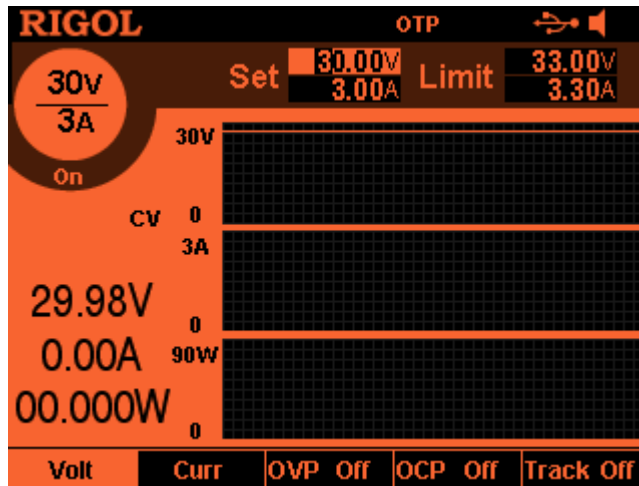 RIGOL OTP
30V Set 30.00V Limit 33.00V
3A 3.00A 3.30A
On
30V
CV 0
3A
29.98V
0
0.00A 90W
00.000W
0
Volt Curr OVP Off OCP Off Track Off